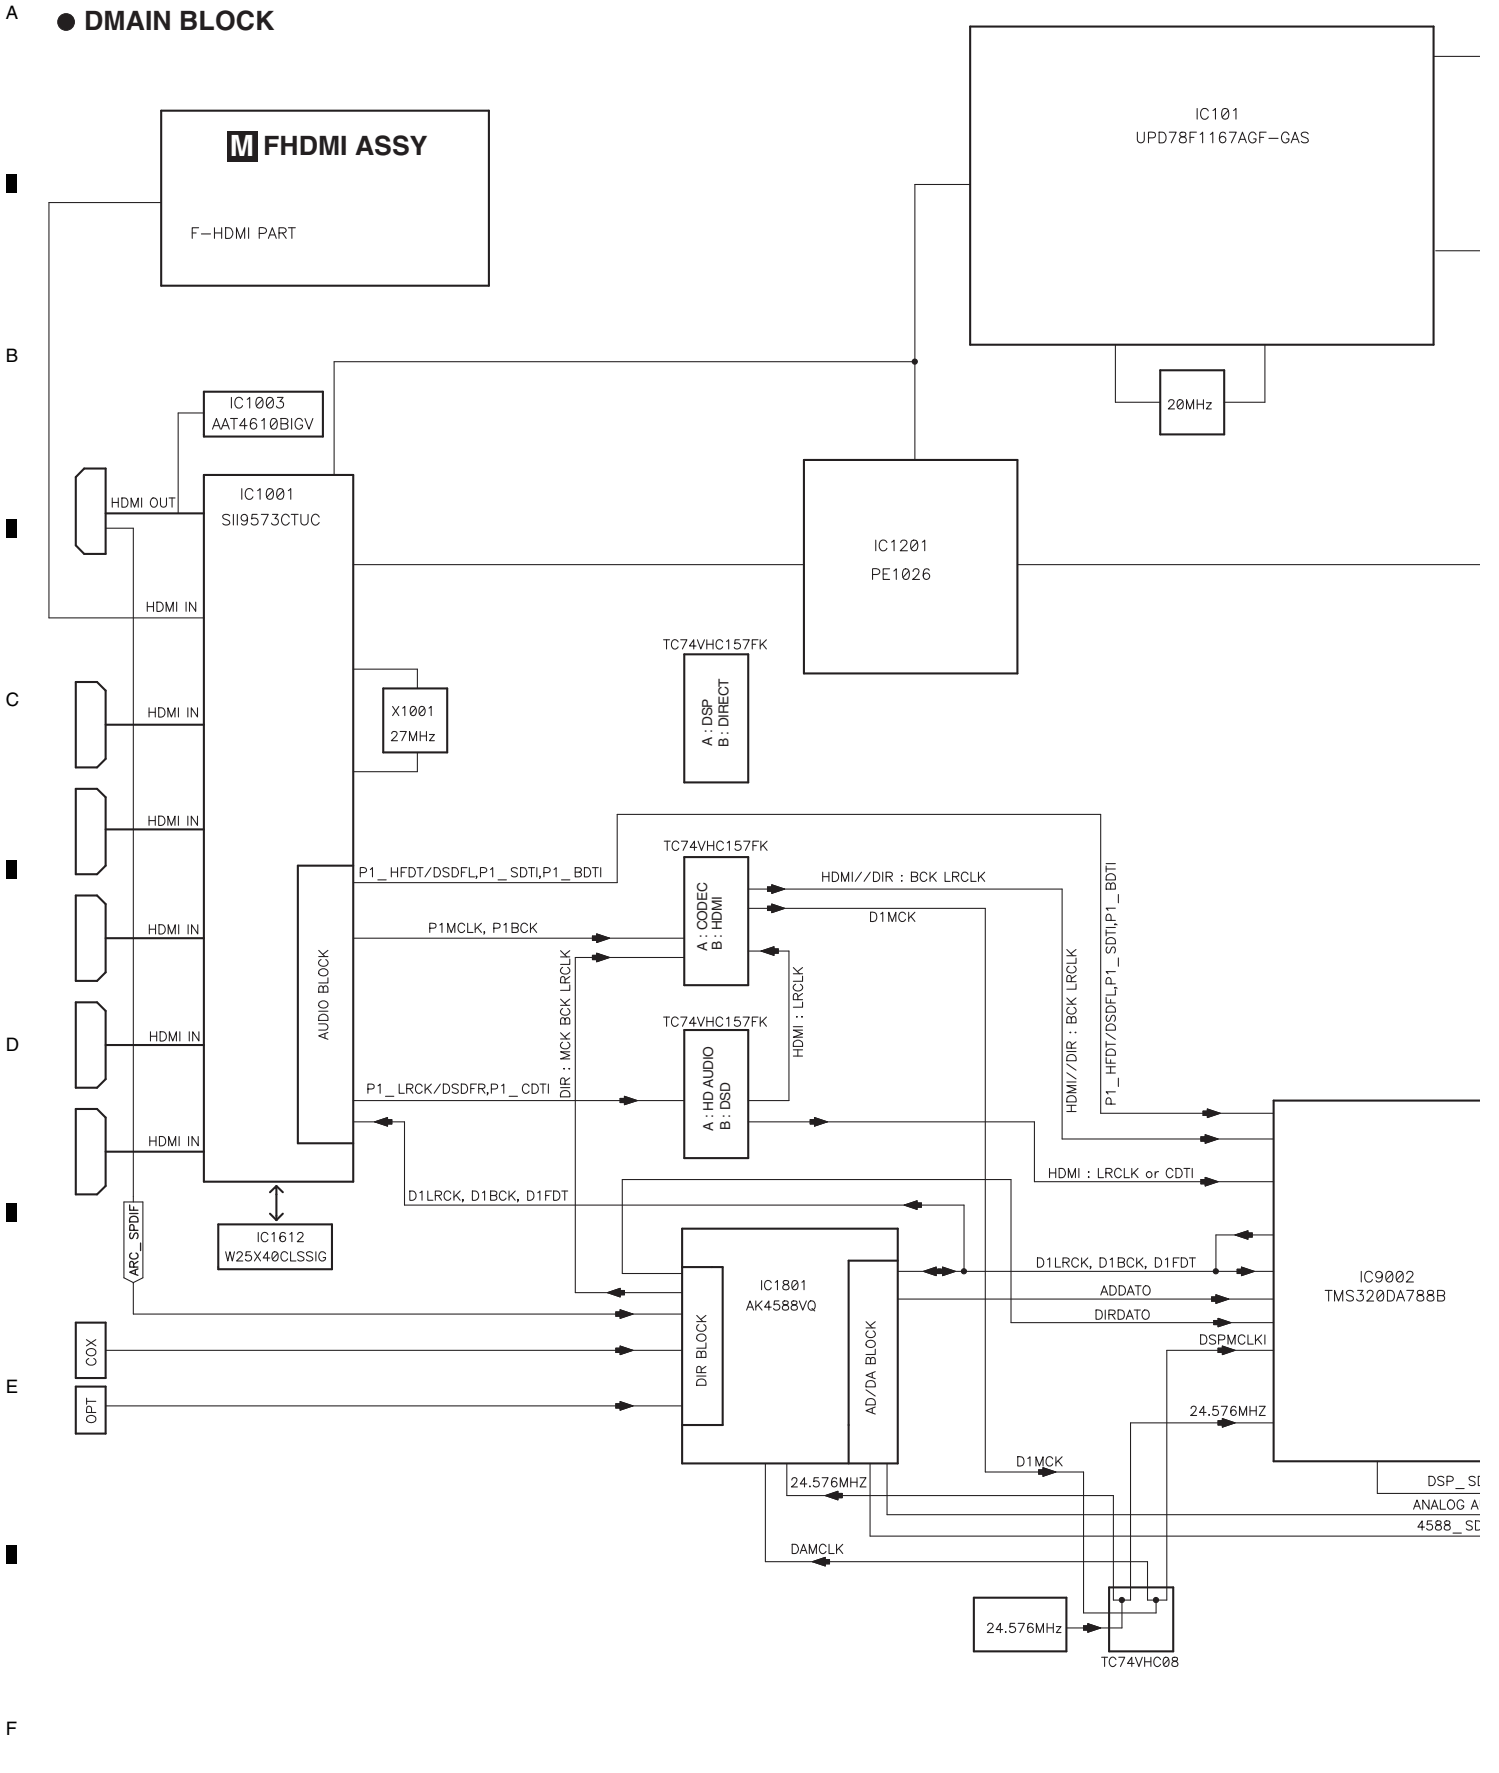 A
● DMAIN BLOCK
IC101
UPD78F1167AGF-GAS
M FHDMI ASSY
F-HDMI PART
B
20MHz
IC1003
AAT4610BIGV
HDMI OUT
IC1001
SII9573CTUC
IC1201
PE1026
HDMI IN
TC74VHC157FK
A : DSP
B : DIRECT
C
HDMI IN
X1001
27MHz
HDMI IN
TC74VHC157FK
A : CODEC
B : HDMI
P1_HFDT/DSDFL,P1_SDTI,P1_BDTI
HDMI//DIR : BCK LRCLK
D1MCK
HDMI IN
P1MCLK, P1BCK
AUDIO BLOCK
DIR : MCK BCK LRCLK
HDMI : LRCLK
HDMI//DIR : BCK LRCLK
P1_HFDT/DSDFL,P1_SDTI,P1_BDTI
TC74VHC157FK
A : HD AUDIO
B : DSD
D
HDMI IN
P1_LRCK/DSDFR,P1_CDTI
HDMI IN
HDMI : LRCLK or CDTI
D1LRCK, D1BCK, D1FDT
ARC_SPDIF
IC1612
W25X40CLSSIG
IC1801
AK4588VQ
DIR BLOCK
AD/DA BLOCK
D1LRCK, D1BCK, D1FDT
ADDATO
DIRDATO
DSPMCLKI
IC9002
TMS320DA788B
COX
E
OPT
24.576MHZ
D1MCK
24.576MHZ
DSP_SD
ANALOG A
4588_SD
DAMCLK
24.576MHz
TC74VHC08
F